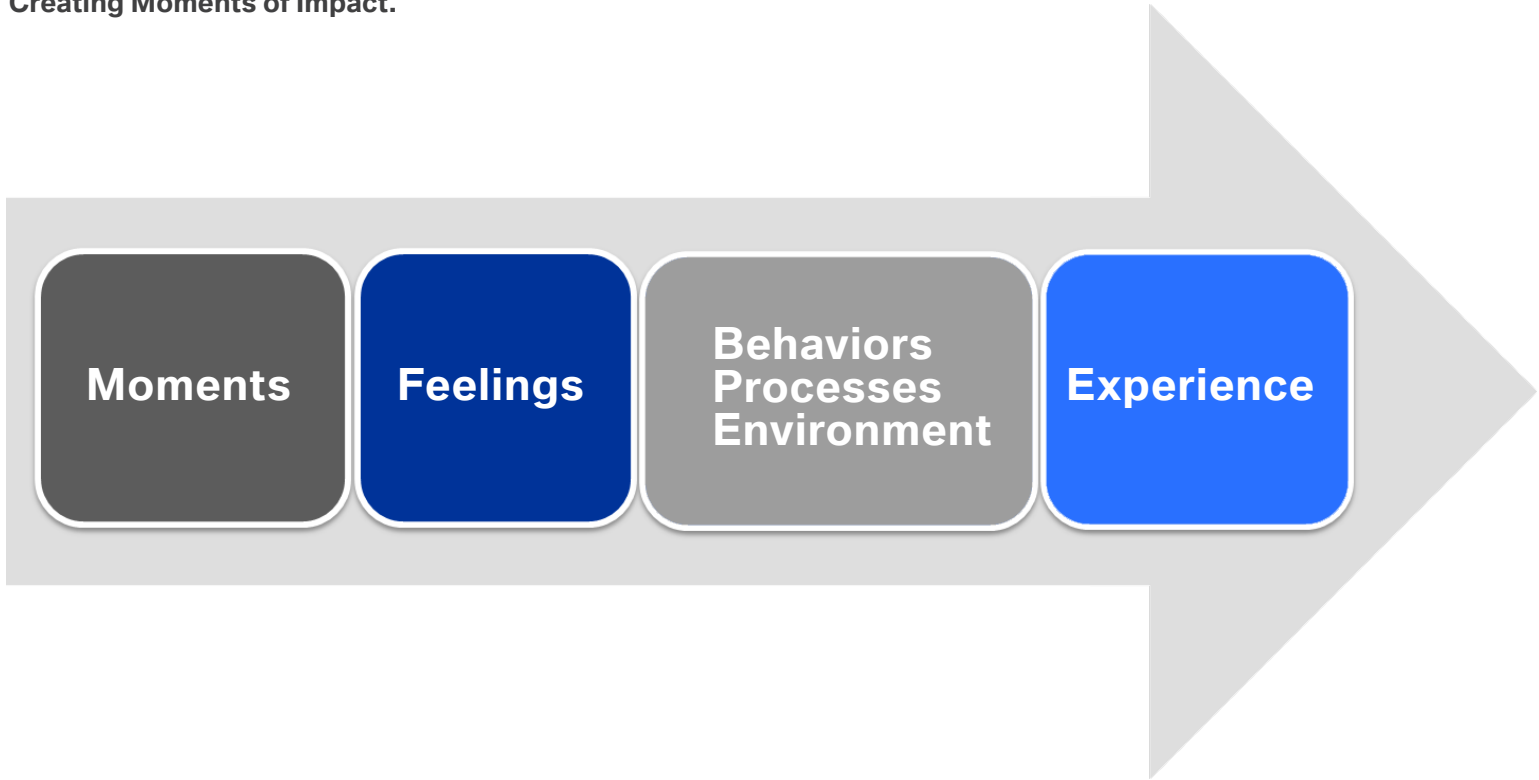 Creating Moments of Impact.
Moments
Feelings
Behaviors
Processes
Environment
Experience